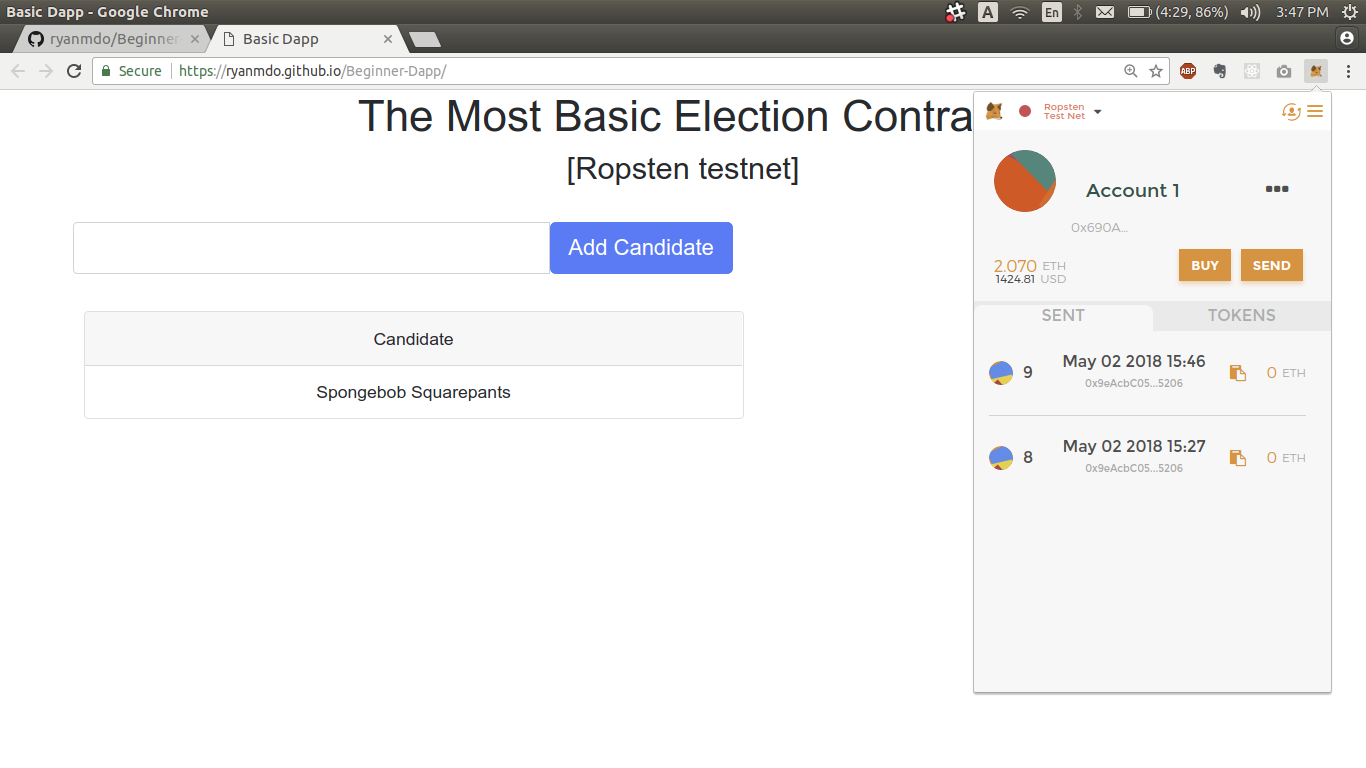 Basic Dapp - Google Chrome
A
En
(4:29, 86%)
3:47 PM
ryanmdo/Beginner
Basic Dapp
Secure
https://ryanmdo.github.io/Beginner-Dapp/
ABP
The Most Basic Election Contra
[Ropsten testnet]
Add Candidate
Candidate
Spongebob Squarepants
Ropsten
Test Net
Account 1
0x690A...
2.070 ETH
1424.81 USD
BUY
SEND
SENT
TOKENS
9
May 02 2018 15:46
0x9eAcbC05...5206
0 ETH
8
May 02 2018 15:27
0x9eAcbC05...5206
0 ETH